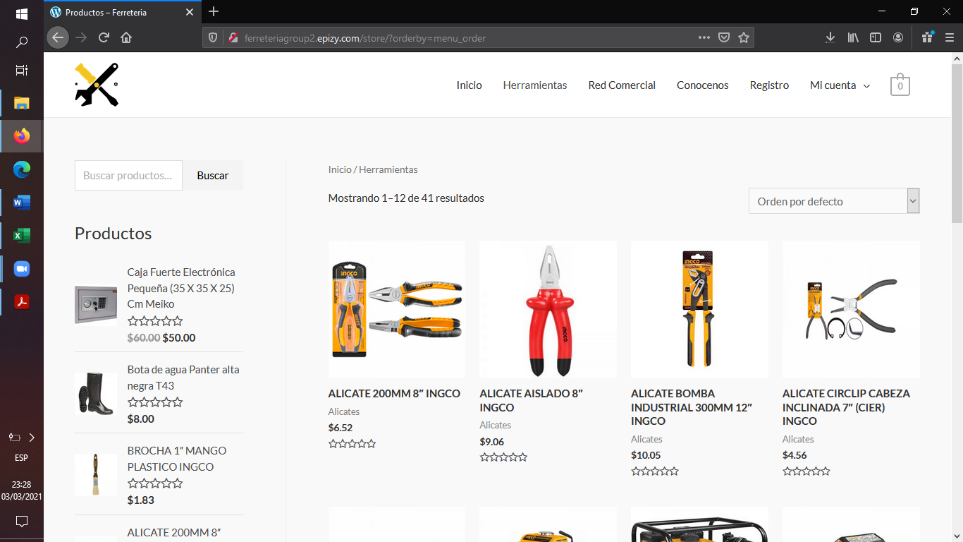 Productos – Ferreteria
ferreteriagroup2.epizy.com/store/?orderby=menu_order
Inicio
Herramientas
Red Comercial
Conocenos
Registro
Mi cuenta
0
Buscar productos...
Buscar
Productos
Caja Fuerte Electrónica
Pequeña (35 X 35 X 25)
Cm Meiko
$60.00 $50.00
Bota de agua Panter alta
negra T43
$8.00
BROCHA 1" MANGO
PLASTICO INGCO
$1.83
ALICATE 200MM 8″
Inicio / Herramientas
Mostrando 1–12 de 41 resultados
Orden por defecto
INGCO
ALICATE 200MM 8″ INGCO
Alicates
$6.52
ALICATE AISLADO 8″
INGCO
Alicates
$9.06
INGCO
ALICATE BOMBA
INDUSTRIAL 300MM 12″
INGCO
Alicates
$10.05
ALICATE CIRCLIP CABEZA
INCLINADA 7″ (CIER) INGCO
Alicates
$4.56
ESP
23:28
03/03/2021